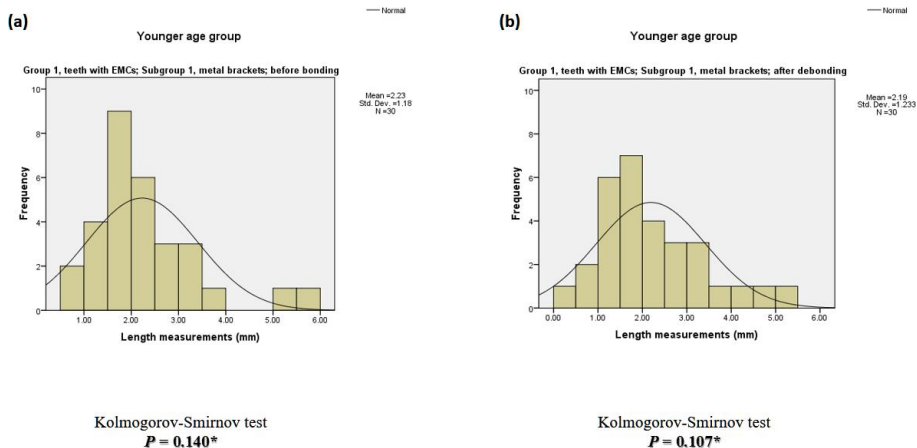 (a)
Normal
Younger age group
Group 1, teeth with EMCs; Subgroup 1, metal brackets; before bonding
Mean =2.23
Std. Dev. =1.18
N =30
Frequency
10
8
6
4
2
0
1.00 2.00 3.00 4.00 5.00 6.00
Length measurements (mm)
Kolmogorov-Smirnov test
P = 0.140*
(b)
Normal
Younger age group
Group 1, teeth with EMCs; Subgroup 1, metal brackets; after debonding
Mean =2.19
Std. Dev. =1.233
N =30
Frequency
10
8
6
4
2
0
0.00 1.00 2.00 3.00 4.00 5.00 6.00
Length measurements (mm)
Kolmogorov-Smirnov test
P = 0.107*